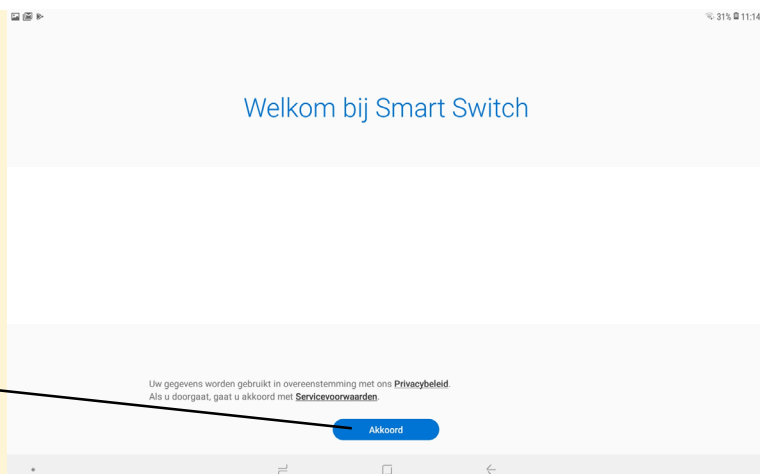 31% 11:14
Welkom bij Smart Switch
Uw gegevens worden gebruikt in overeenstemming met ons Privacybeleid.
Als u doorgaat, gaat u akkoord met Servicevoorwaarden.
Akkoord